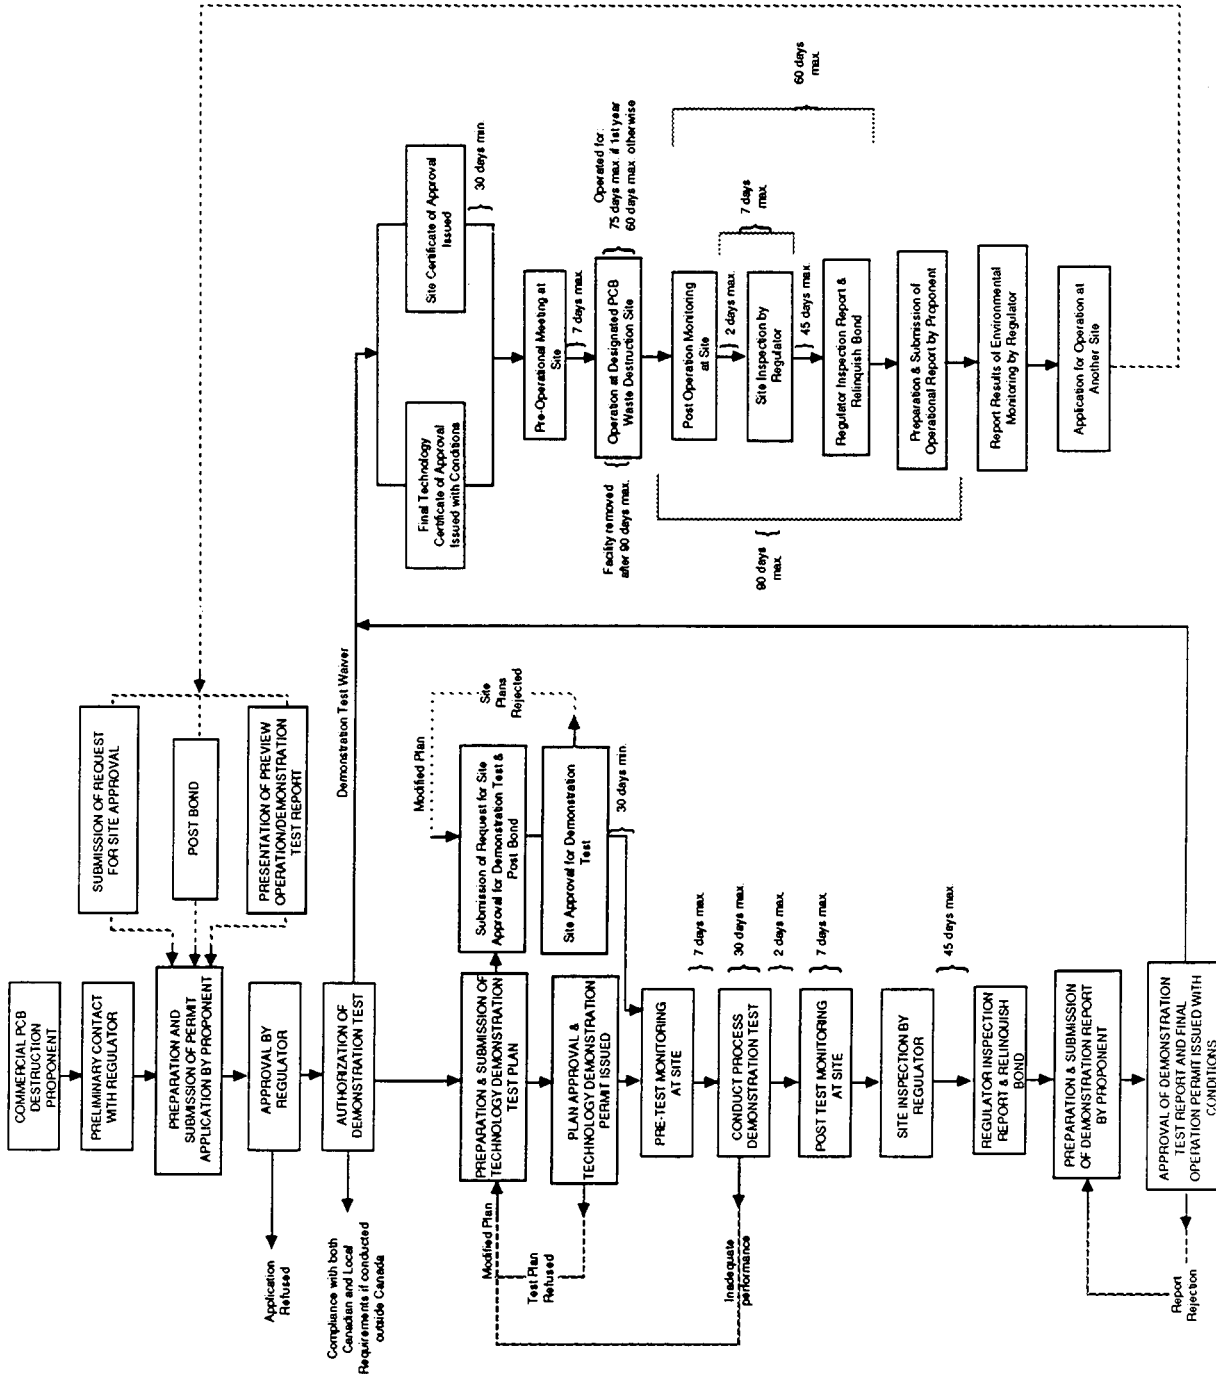 COMMERCIAL PCB
DESTRUCTION
PROPONENT
PRELIMINARY CONTACT
WITH REGULATOR
PREPARATION AND
SUBMISSION OF PERMIT
APPLICATION BY PROPONENT
SUBMISSION OF REQUEST
FOR SITE APPROVAL
POST BOND
PRESENTATION OF PREVIEW
OPERATION/DEMONSTRATION
TEST REPORT
APPROVAL BY
REGULATOR
Application
Refused
AUTHORIZATION OF
DEMONSTRATION TEST
Compliance with both
Canadian and Local
Requirements if conducted
outside Canada
Demonstration Test Waiver
PREPARATION & SUBMISSION OF
TECHNOLOGY DEMONSTRATION
TEST PLAN
Modified Plan
Test Plan
Refused
PLAN APPROVAL &
TECHNOLOGY DEMONSTRATION
PERMIT ISSUED
Modified Plan
Site
Plans
Rejected
Submission of Request for Site
Approval for Demonstration Test &
Post Bond
Site Approval for Demonstration
Test
30 days min.
PRE-TEST MONITORING
AT SITE
7 days max.
CONDUCT PROCESS
DEMONSTRATION TEST
30 days max.
Inadequate
performance
2 days max.
POST TEST MONITORING
AT SITE
7 days max.
SITE INSPECTION BY
REGULATOR
45 days max.
REGULATOR INSPECTION
REPORT & RELINQUISH
BOND
PREPARATION & SUBMISSION
OF DEMONSTRATION REPORT
BY PROPONENT
APPROVAL OF DEMONSTRATION
TEST REPORT AND FINAL
OPERATION PERMIT ISSUED WITH
CONDITIONS
Report
Rejection
Final Technology
Certificate of Approval
Issued with Conditions
Site Certificate of Approval
Issued
30 days min.
Pre-Operational Meeting at
Site
7 days max.
Operation at Designated PCB
Waste Destruction Site
Facility removed
after 90 days max.
Operated for:
75 days max. if 1st year
60 days max. otherwise
Post Operation Monitoring
at Site
2 days max.
7 days
max.
Site Inspection by
Regulator
45 days max.
60 days
max.
Regulator Inspection Report &
Relinquish Bond
90 days
max.
Preparation & Submission of
Operational Report by Proponent
Report Results of Environmental
Monitoring by Regulator
Application for Operation at
Another Site